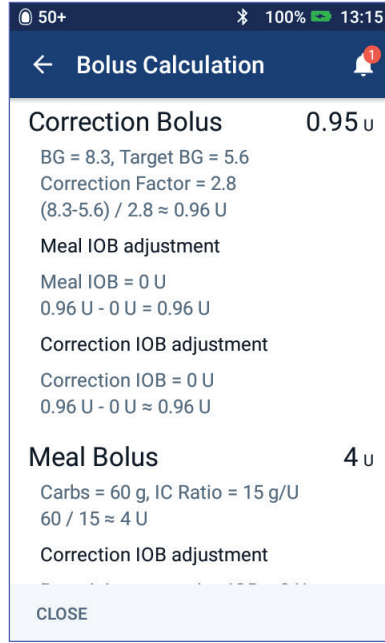 50+ 100% 13:15
Bolus Calculation 1
Correction Bolus 0.95 U
BG = 8.3, Target BG = 5.6
Correction Factor = 2.8
(8.3-5.6) / 2.8 ≈ 0.96 U
Meal IOB adjustment
Meal IOB = 0 U
0.96 U - 0 U = 0.96 U
Correction IOB adjustment
Correction IOB = 0 U
0.96 U - 0 U ≈ 0.96 U
Meal Bolus 4 U
Carbs = 60 g, IC Ratio = 15 g/U
60 / 15 ≈ 4 U
Correction IOB adjustment
CLOSE